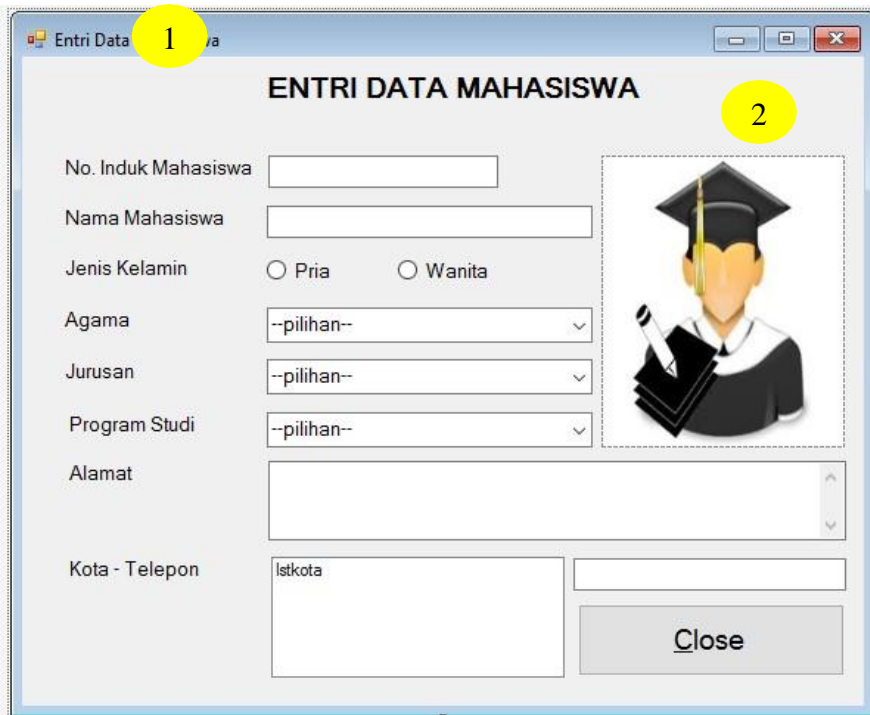 Entri Data
1
ENTRI DATA MAHASISWA
2
No. Induk Mahasiswa
Nama Mahasiswa
Jenis Kelamin Pria Wanita
Agama --pilihan--
Jurusan --pilihan--
Program Studi --pilihan--
Alamat
Kota - Telepon lstkota
Close